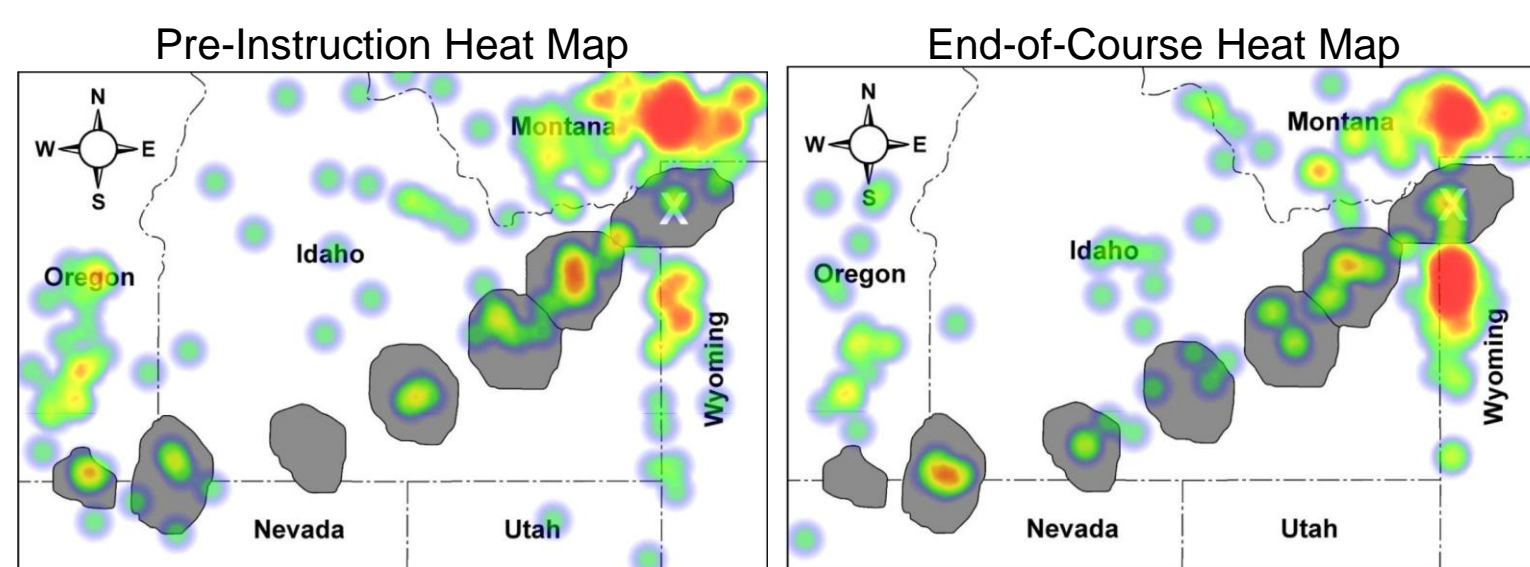 Pre-Instruction Heat Map
N
W E
S
Montana
Idaho
Oregon
X
Wyoming
Nevada
Utah
End-of-Course Heat Map
N
W E
S
Montana
X
Idaho
Oregon
Wyoming
Nevada
Utah